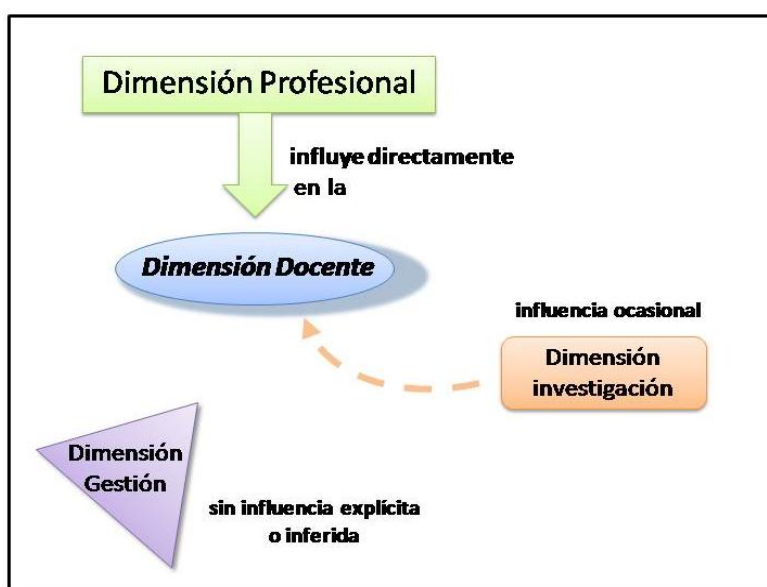 Dimensión Profesional
influye directamente
en la
Dimensión Docente
influencia ocasional
Dimensión
investigación
Dimensión
Gestión
sin influencia explícita
o inferida